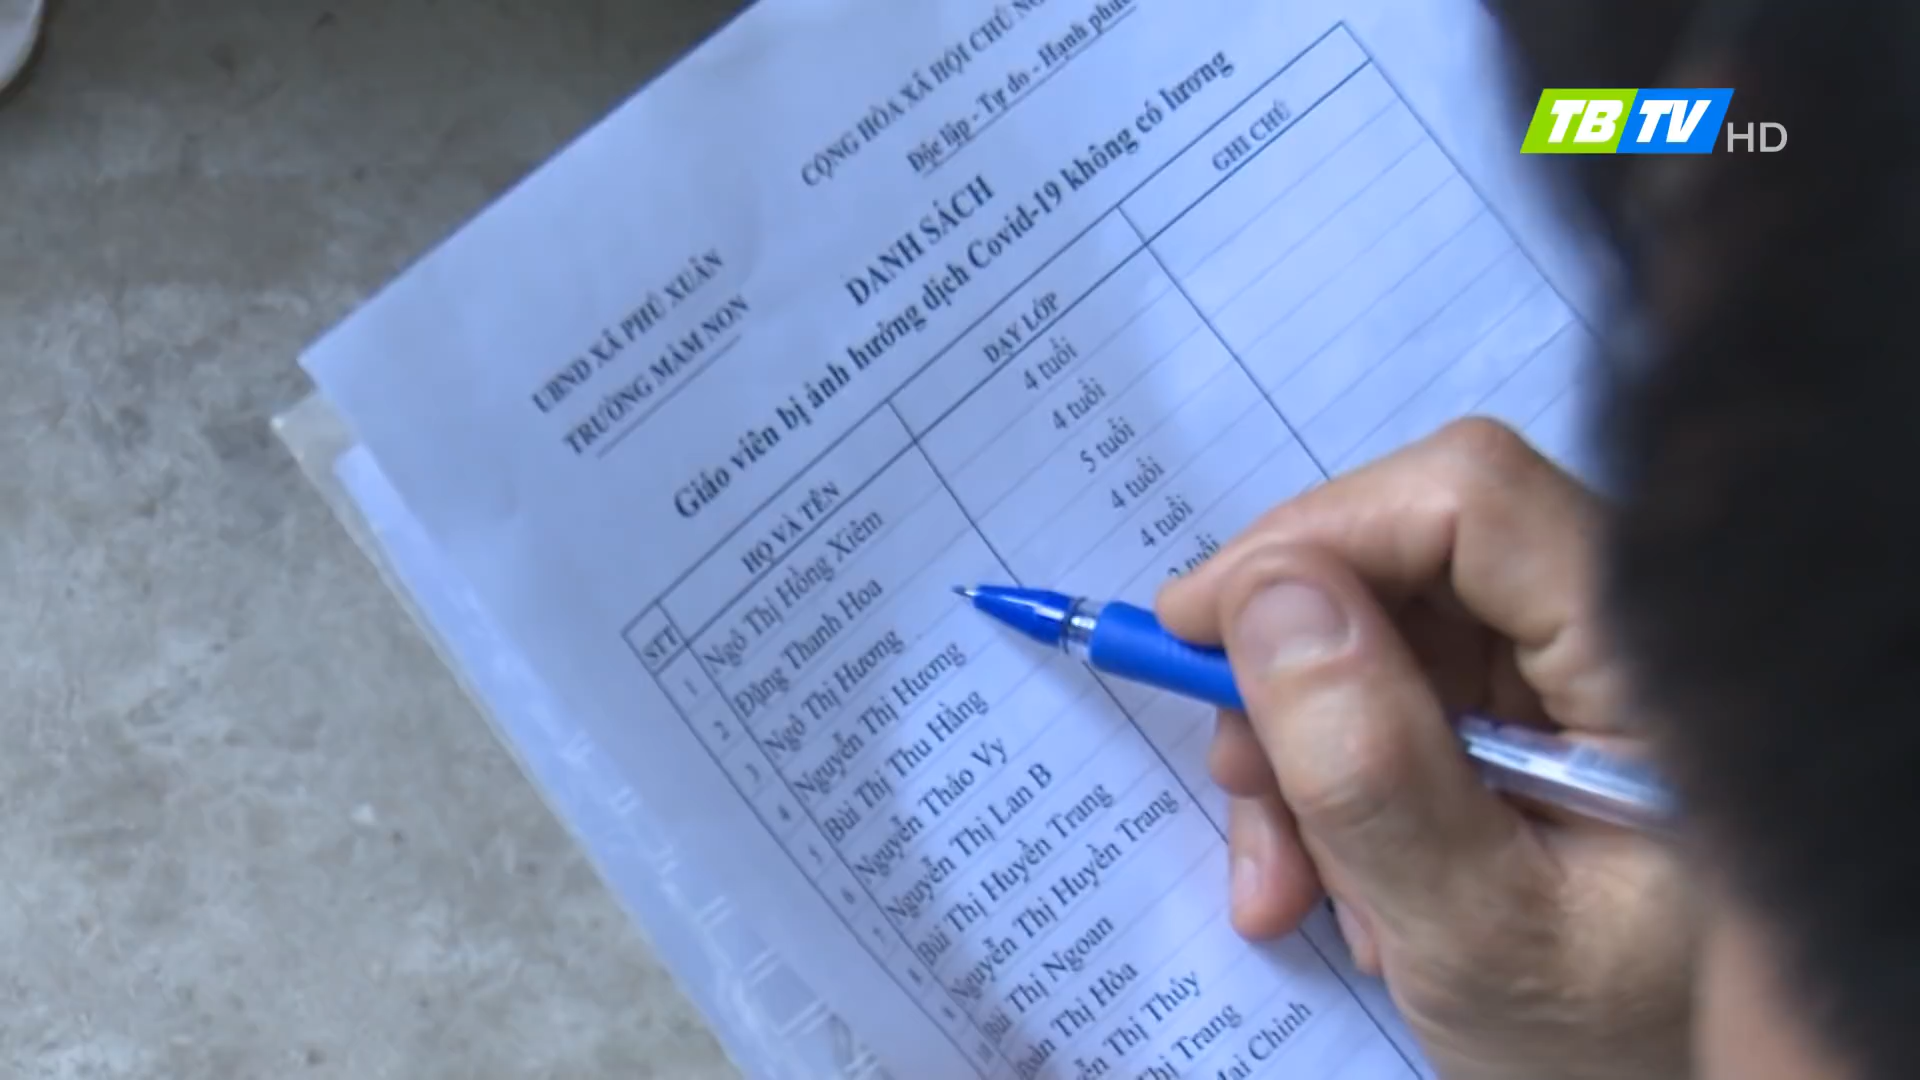 TBTV HD
CỘNG HÒA XÃ HỘI CHỦ
Độc lập - Tự do - Hạnh phúc
UBND XÃ PHÚ XUÂN
TRƯỜNG MẦM NON
DANH SÁCH
Giáo viên bị ảnh hưởng dịch Covid-19 không có lương
STT HỌ VÀ TÊN DẠY LỚP GHI CHÚ
1 Ngô Thị Hồng Xiêm 4 tuổi
2 Đặng Thanh Hoa 4 tuổi
3 Ngô Thị Hương 5 tuổi
4 Nguyễn Thị Hương 4 tuổi
5 Bùi Thị Thu Hằng 4 tuổi
6 Nguyễn Thảo Vy tuổi
7 Nguyễn Thị Lan B
8 Bùi Thị Huyền Trang
9 Nguyễn Thị Huyền Trang
10 Bùi Thị Ngoan
Thị Hòa
Thị Thủy
Thị Trang
Mai Chinh